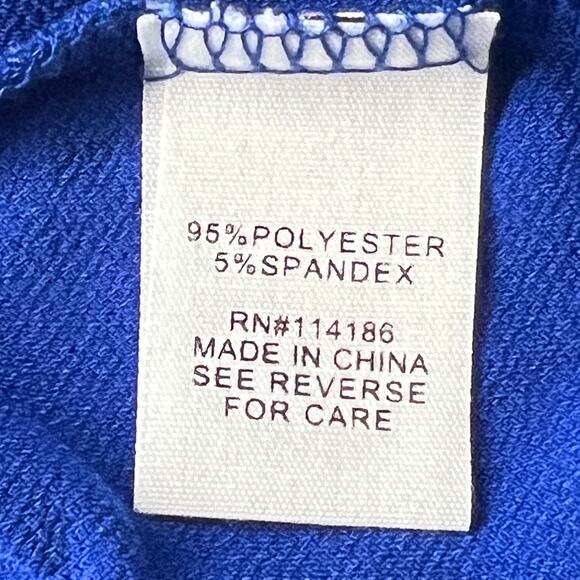 95%POLYESTER
5%SPANDEX
RN#114186
MADE IN CHINA
SEE REVERSE
FOR CARE